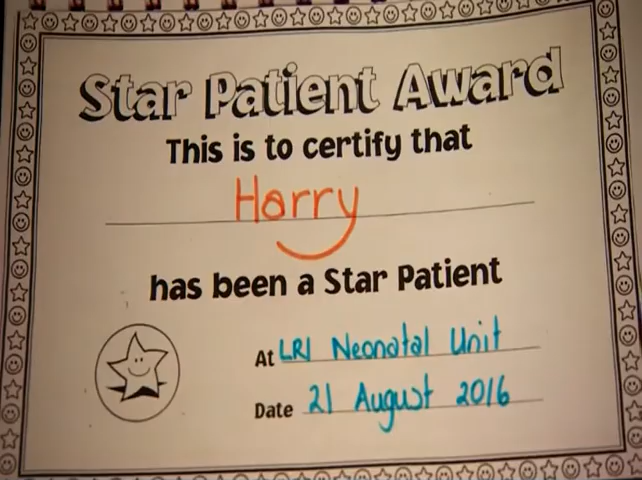 Star Patient Award
This is to certify that
Harry
has been a Star Patient
At LRI Neonatal Unit
Date 21 August 2016